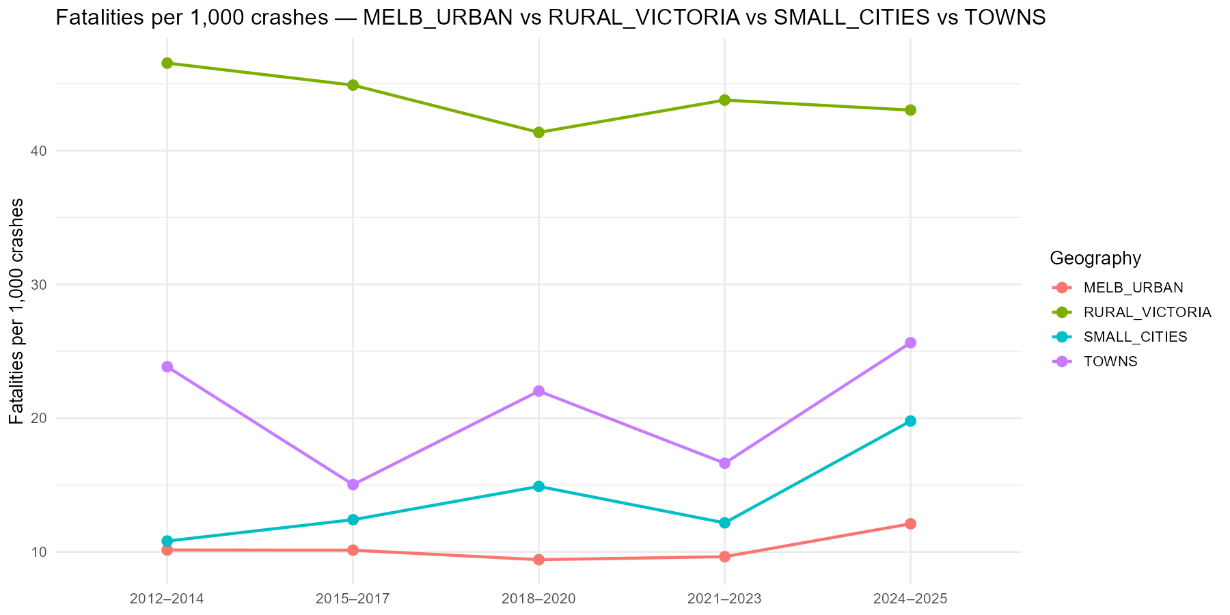 Fatalities per 1,000 crashes — MELB_URBAN vs RURAL_VICTORIA vs SMALL_CITIES vs TOWNS
Fatalities per 1,000 crashes
40
30
20
10
2012–2014
2015–2017
2018–2020
2021–2023
2024–2025
Geography
MELB_URBAN
RURAL_VICTORIA
SMALL_CITIES
TOWNS